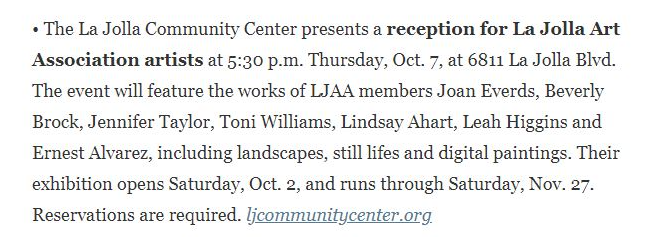 • The La Jolla Community Center presents a reception for La Jolla Art
Association artists at 5:30 p.m. Thursday, Oct. 7, at 6811 La Jolla Blvd.
The event will feature the works of LJAA members Joan Everds, Beverly
Brock, Jennifer Taylor, Toni Williams, Lindsay Ahart, Leah Higgins and
Ernest Alvarez, including landscapes, still lifes and digital paintings. Their
exhibition opens Saturday, Oct. 2, and runs through Saturday, Nov. 27.
Reservations are required. ljcommunitycenter.org